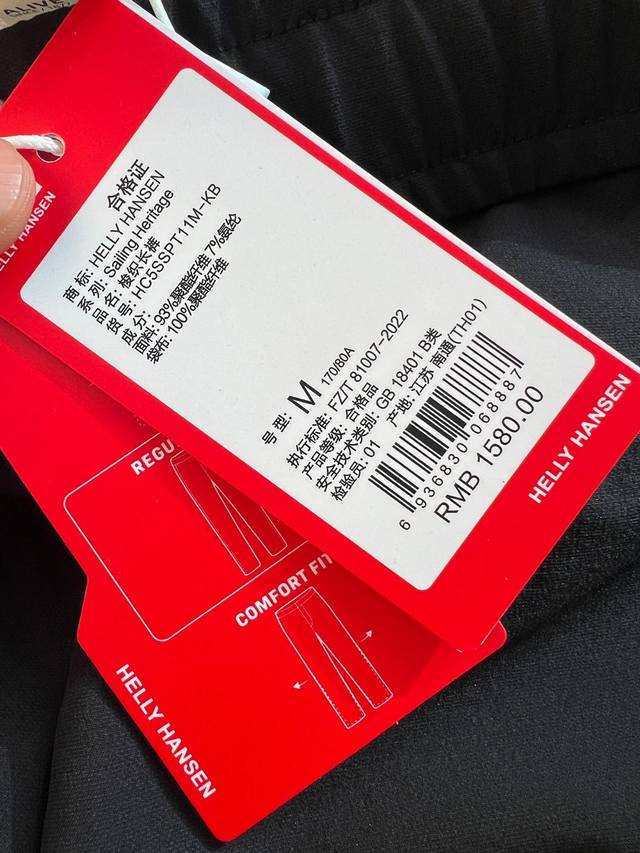 合格证
商 标: HELLY HANSEN
系 列: Sailing Heritage
品 名: 梭织长裤
货 号: HC5SSPT11M-KB
成 分:
面料: 93%聚酯纤维 7%氨纶
袋布: 100%聚酯纤维
号 型: M 170/80A
执行标准: FZ/T 81007-2022
产品等级: 合格品
安全技术类别: GB 18401 B类
检验员: 01 产地: 江苏 南通(TH01)
6 936830 068887
RMB 1580.00
HELLY HANSEN
HELLY HANSEN
REGU
COMFORT FIT
HELLY HANSEN
ALIVE